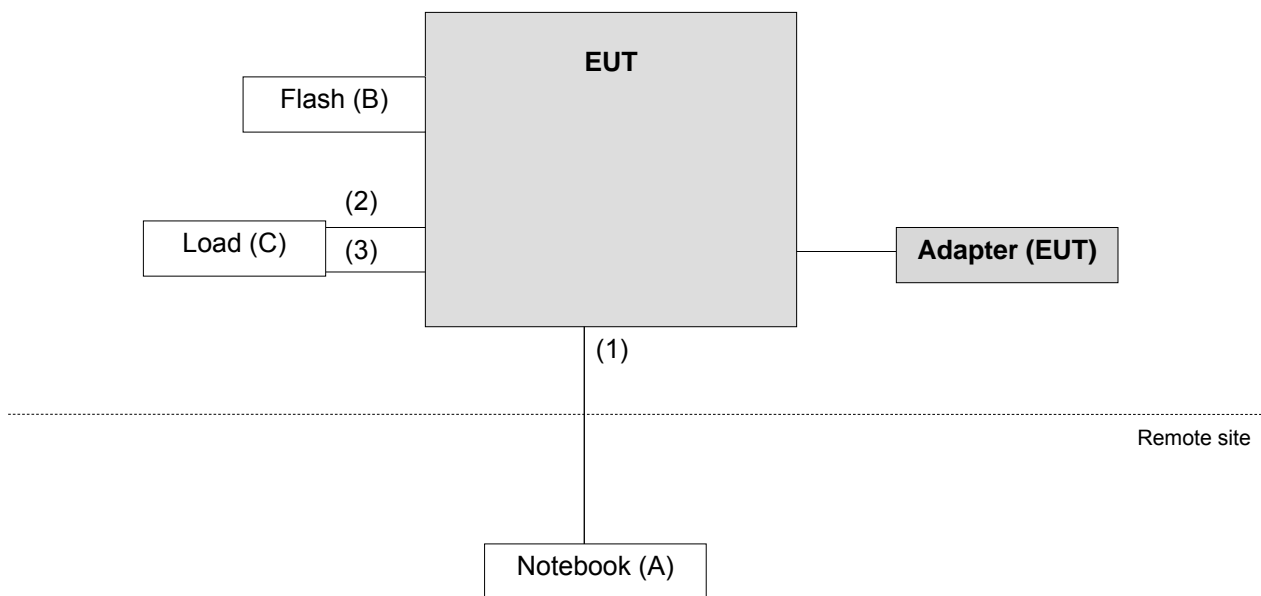 EUT
Flash (B)
(2)
Load (C)
(3)
Adapter (EUT)
(1)
Remote site
Notebook (A)